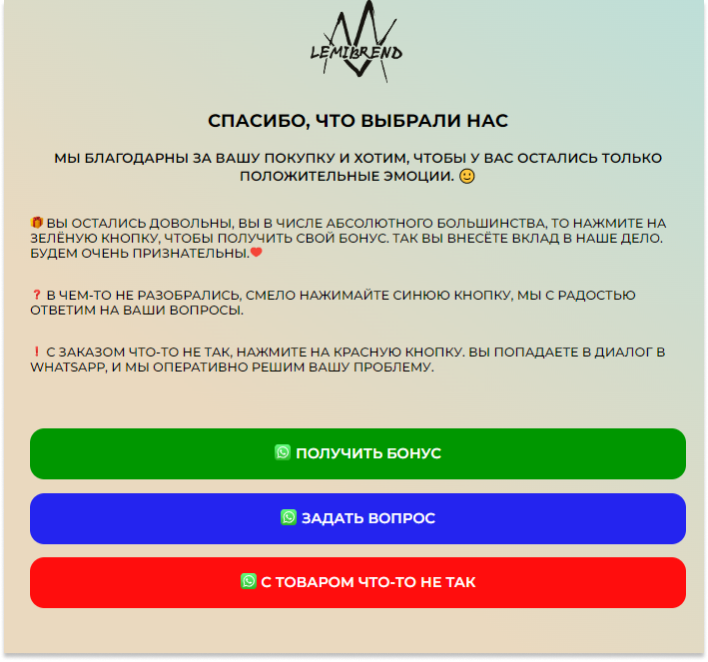 LEMIBREND
СПАСИБО, ЧТО ВЫБРАЛИ НАС
МЫ БЛАГОДАРНЫ ЗА ВАШУ ПОКУПКУ И ХОТИМ, ЧТОБЫ У ВАС ОСТАЛИСЬ ТОЛЬКО
ПОЛОЖИТЕЛЬНЫЕ ЭМОЦИИ. 🙂
🎁 ВЫ ОСТАЛИСЬ ДОВОЛЬНЫ, ВЫ В ЧИСЛЕ АБСОЛЮТНОГО БОЛЬШИНСТВА, ТО НАЖМИТЕ НА
ЗЕЛЁНУЮ КНОПКУ, ЧТОБЫ ПОЛУЧИТЬ СВОЙ БОНУС. ТАК ВЫ ВНЕСЁТЕ ВКЛАД В НАШЕ ДЕЛО.
БУДЕМ ОЧЕНЬ ПРИЗНАТЕЛЬНЫ.❤
❓ В ЧЕМ-ТО НЕ РАЗОБРАЛИСЬ, СМЕЛО НАЖИМАЙТЕ СИНЮЮ КНОПКУ, МЫ С РАДОСТЬЮ
ОТВЕТИМ НА ВАШИ ВОПРОСЫ.
❗ С ЗАКАЗОМ ЧТО-ТО НЕ ТАК, НАЖМИТЕ НА КРАСНУЮ КНОПКУ. ВЫ ПОПАДАЕТЕ В ДИАЛОГ В
WHATSAPP, И МЫ ОПЕРАТИВНО РЕШИМ ВАШУ ПРОБЛЕМУ.
ПОЛУЧИТЬ БОНУС
ЗАДАТЬ ВОПРОС
С ТОВАРОМ ЧТО-ТО НЕ ТАК